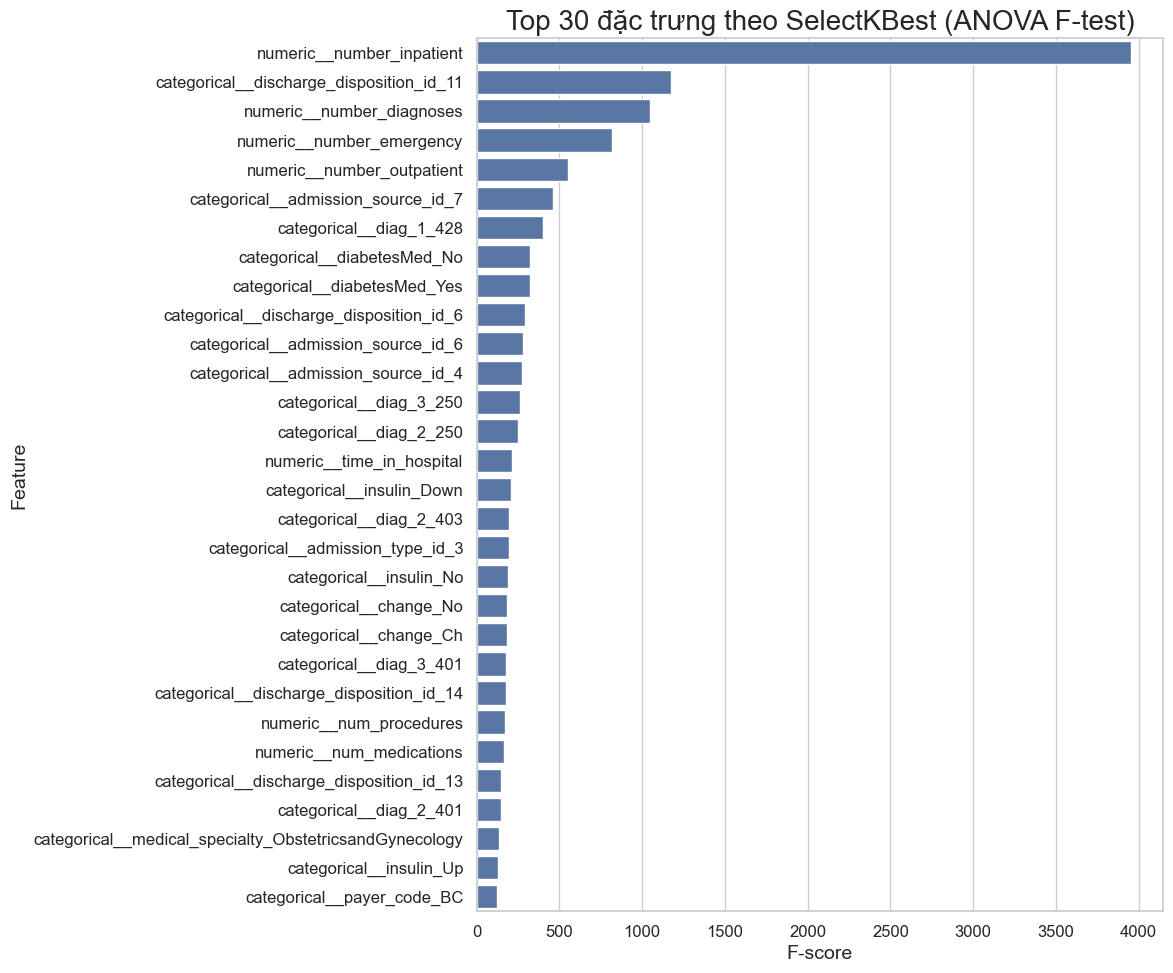 Top 30 đặc trưng theo SelectKBest (ANOVA F-test)
numeric__number_inpatient
categorical__discharge_disposition_id_11
numeric__number_diagnoses
numeric__number_emergency
numeric__number_outpatient
categorical__admission_source_id_7
categorical__diag_1_428
categorical__diabetesMed_No
categorical__diabetesMed_Yes
categorical__discharge_disposition_id_6
categorical__admission_source_id_6
categorical__admission_source_id_4
categorical__diag_3_250
categorical__diag_2_250
numeric__time_in_hospital
categorical__insulin_Down
categorical__diag_2_403
categorical__admission_type_id_3
categorical__insulin_No
categorical__change_No
categorical__change_Ch
categorical__diag_3_401
categorical__discharge_disposition_id_14
numeric__num_procedures
numeric__num_medications
categorical__discharge_disposition_id_13
categorical__diag_2_401
categorical__medical_specialty_ObstetricsandGynecology
categorical__insulin_Up
categorical__payer_code_BC
Feature
0 500 1000 1500 2000 2500 3000 3500 4000
F-score